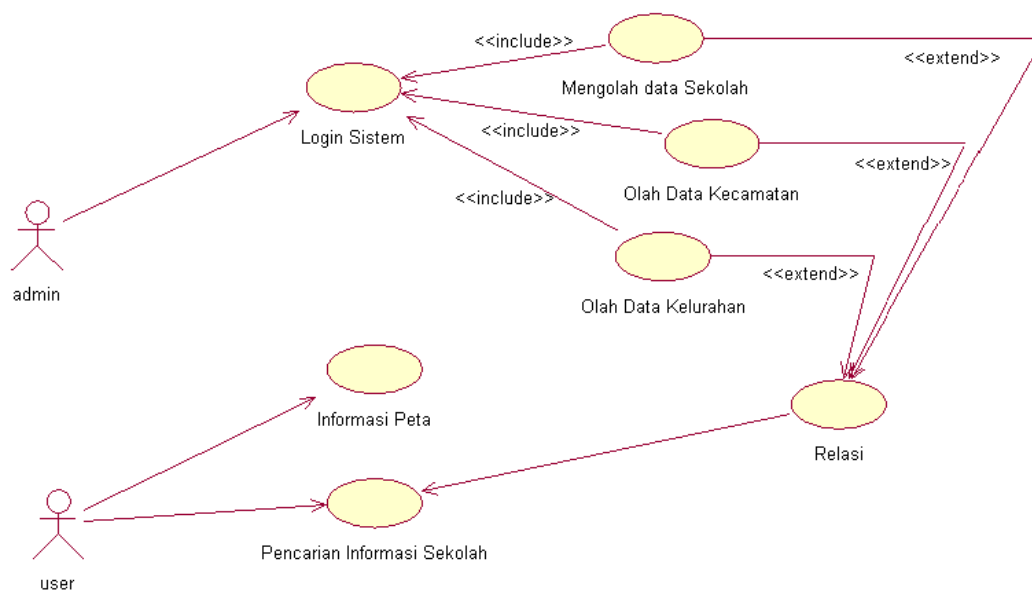 <<include>>
<<extend>>
Mengolah data Sekolah
Login Sistem
<<include>>
<<extend>>
Olah Data Kecamatan
<<include>>
<<extend>>
admin
Olah Data Kelurahan
Informasi Peta
Relasi
Pencarian Informasi Sekolah
user